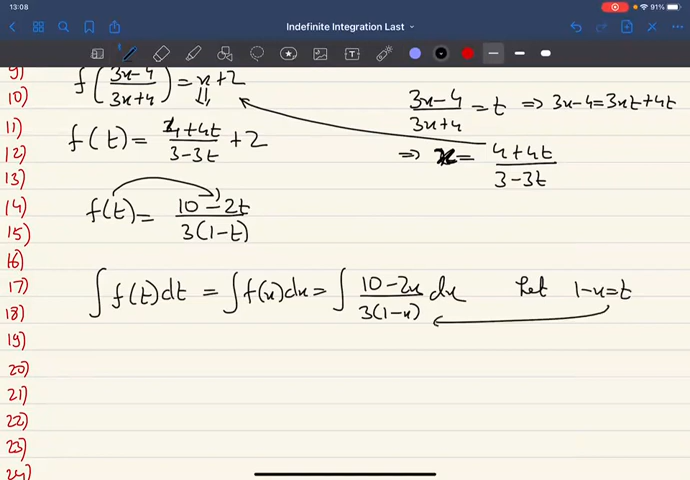 13:08
91%
Indefinite Integration Last
9)
f((3x-4)/(3x+4)) = x+2
(3x-4)/(3x+4) = t ⇒ 3x-4=3xt+4t
10)
11)
f(t) = (4+4t)/(3-3t) + 2
12)
⇒ x = (4+4t)/(3-3t)
13)
14)
f(t) = (10-2t)/(3(1-t))
15)
16)
17)
∫f(t)dt = ∫f(x)dx = ∫(10-2x)/(3(1-x)) dx let 1-x=t
18)
19)
20)
21)
22)
23)
24)